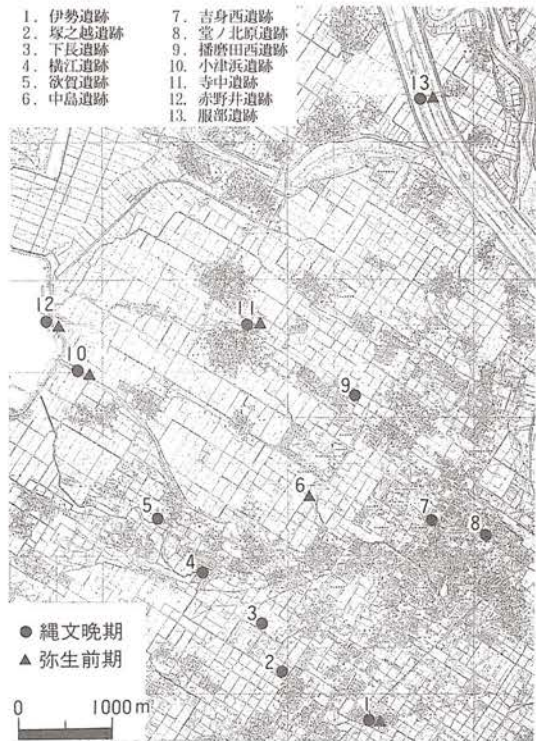 1. 伊勢遺跡
2. 塚之越遺跡
3. 下長遺跡
4. 横江遺跡
5. 欲賀遺跡
6. 中島遺跡
7. 吉身西遺跡
8. 堂ノ北原遺跡
9. 播磨田西遺跡
10. 小津浜遺跡
11. 寺中遺跡
12. 赤野井遺跡
13. 服部遺跡
13
12
11
10
9
6
7
5
8
4
3
2
1
● 縄文晩期
▲ 弥生前期
0 1000m